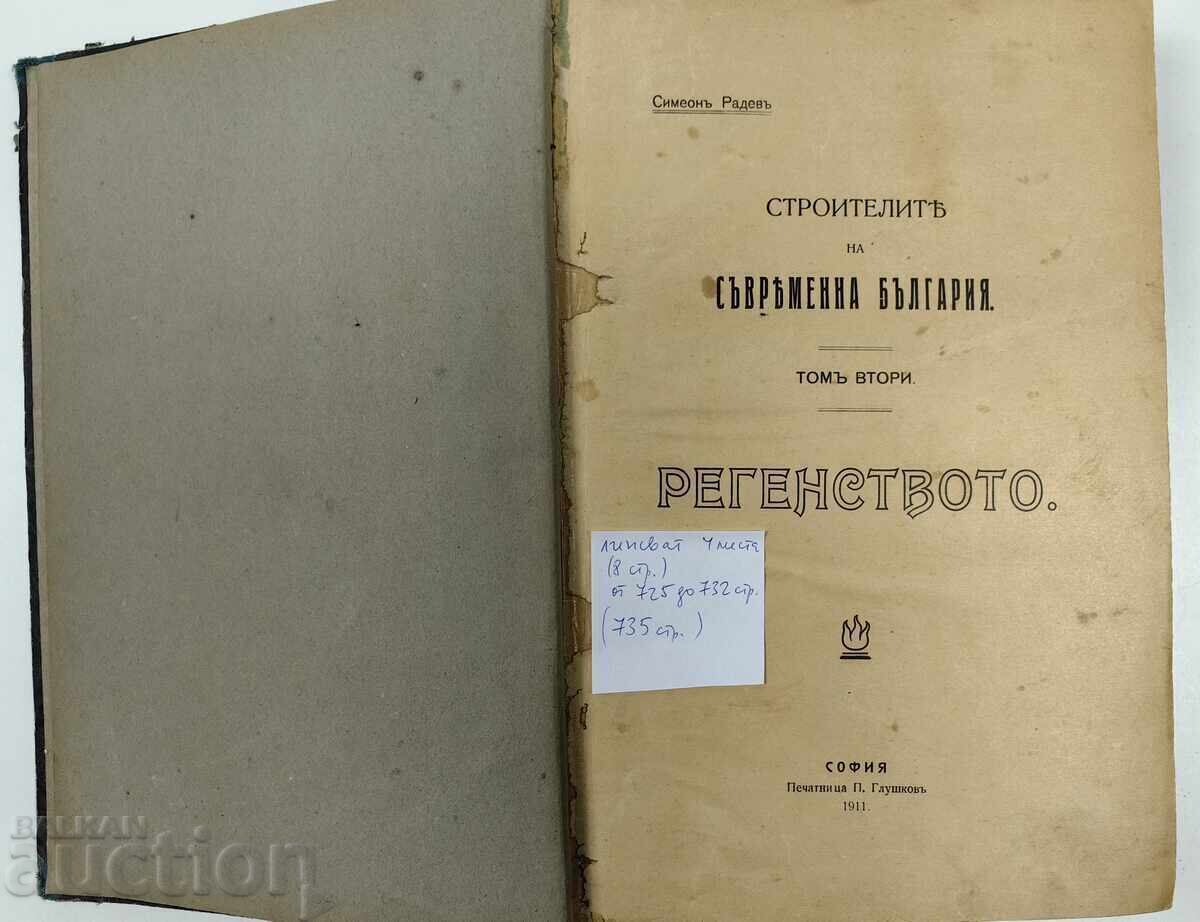 Симеонъ Радевъ
СТРОИТЕЛИТѢ
НА
СЪВРѢМЕННА БЪЛГАРИЯ.
ТОМЪ ВТОРИ.
РЕГЕНСТВОТО.
липсват 4 листа
(8 стр.)
от 725 до 732 стр.
(735 стр.)
СОФИЯ
Печатница П. Глушковъ
1911.
BALKAN
auction